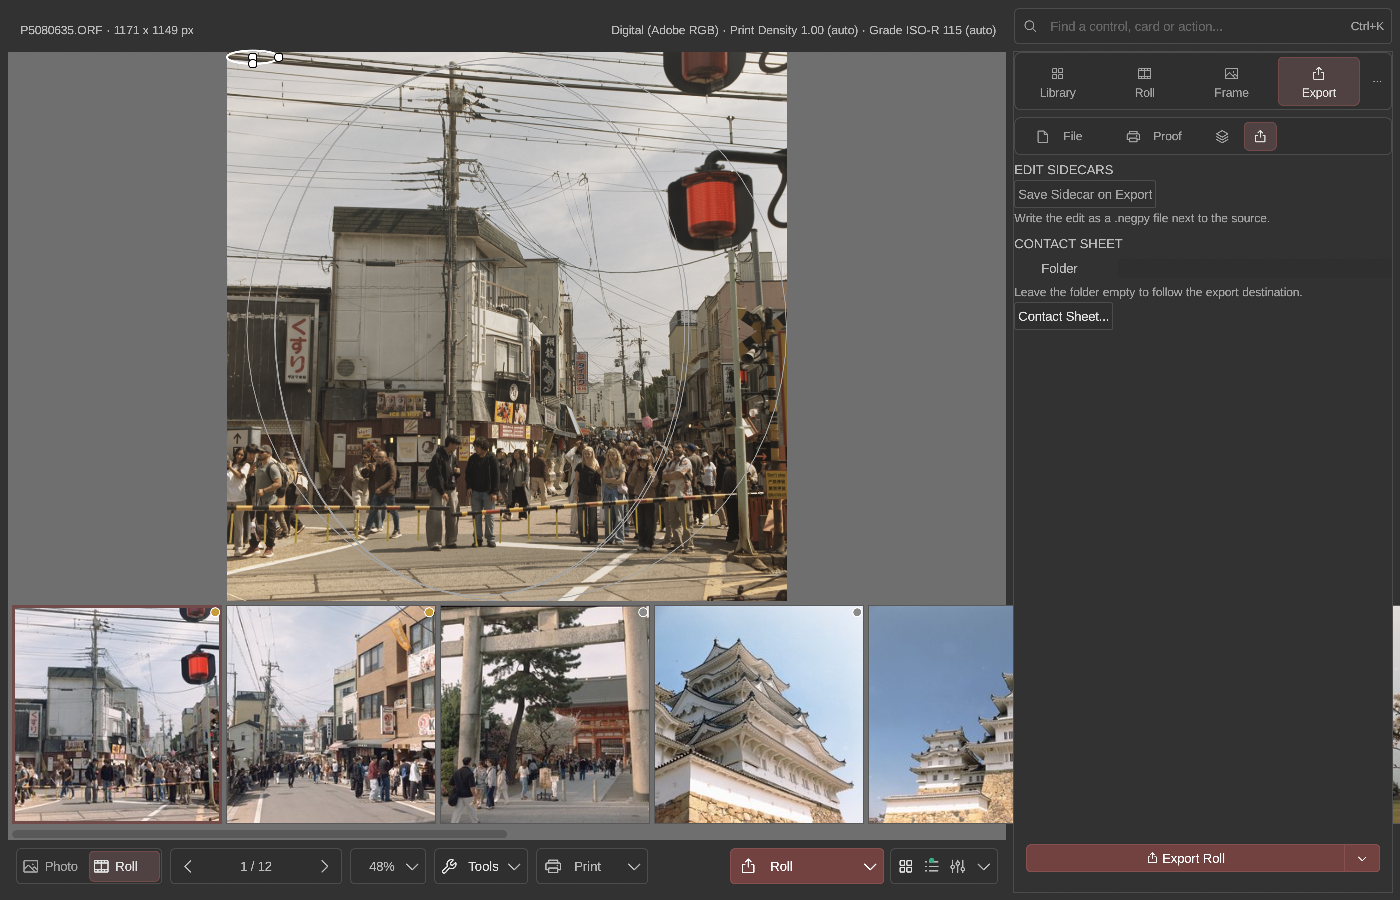 P5080635.ORF · 1171 x 1149 px
Digital (Adobe RGB) · Print Density 1.00 (auto) · Grade ISO-R 115 (auto)
Find a control, card or action...
Ctrl+K
Library
Roll
Frame
Export
...
File
Proof
EDIT SIDECARS
Save Sidecar on Export
Write the edit as a .negpy file next to the source.
CONTACT SHEET
Folder
Leave the folder empty to follow the export destination.
Contact Sheet...
くすり
Photo
Roll
1 / 12
48%
Tools
Print
Roll
Export Roll